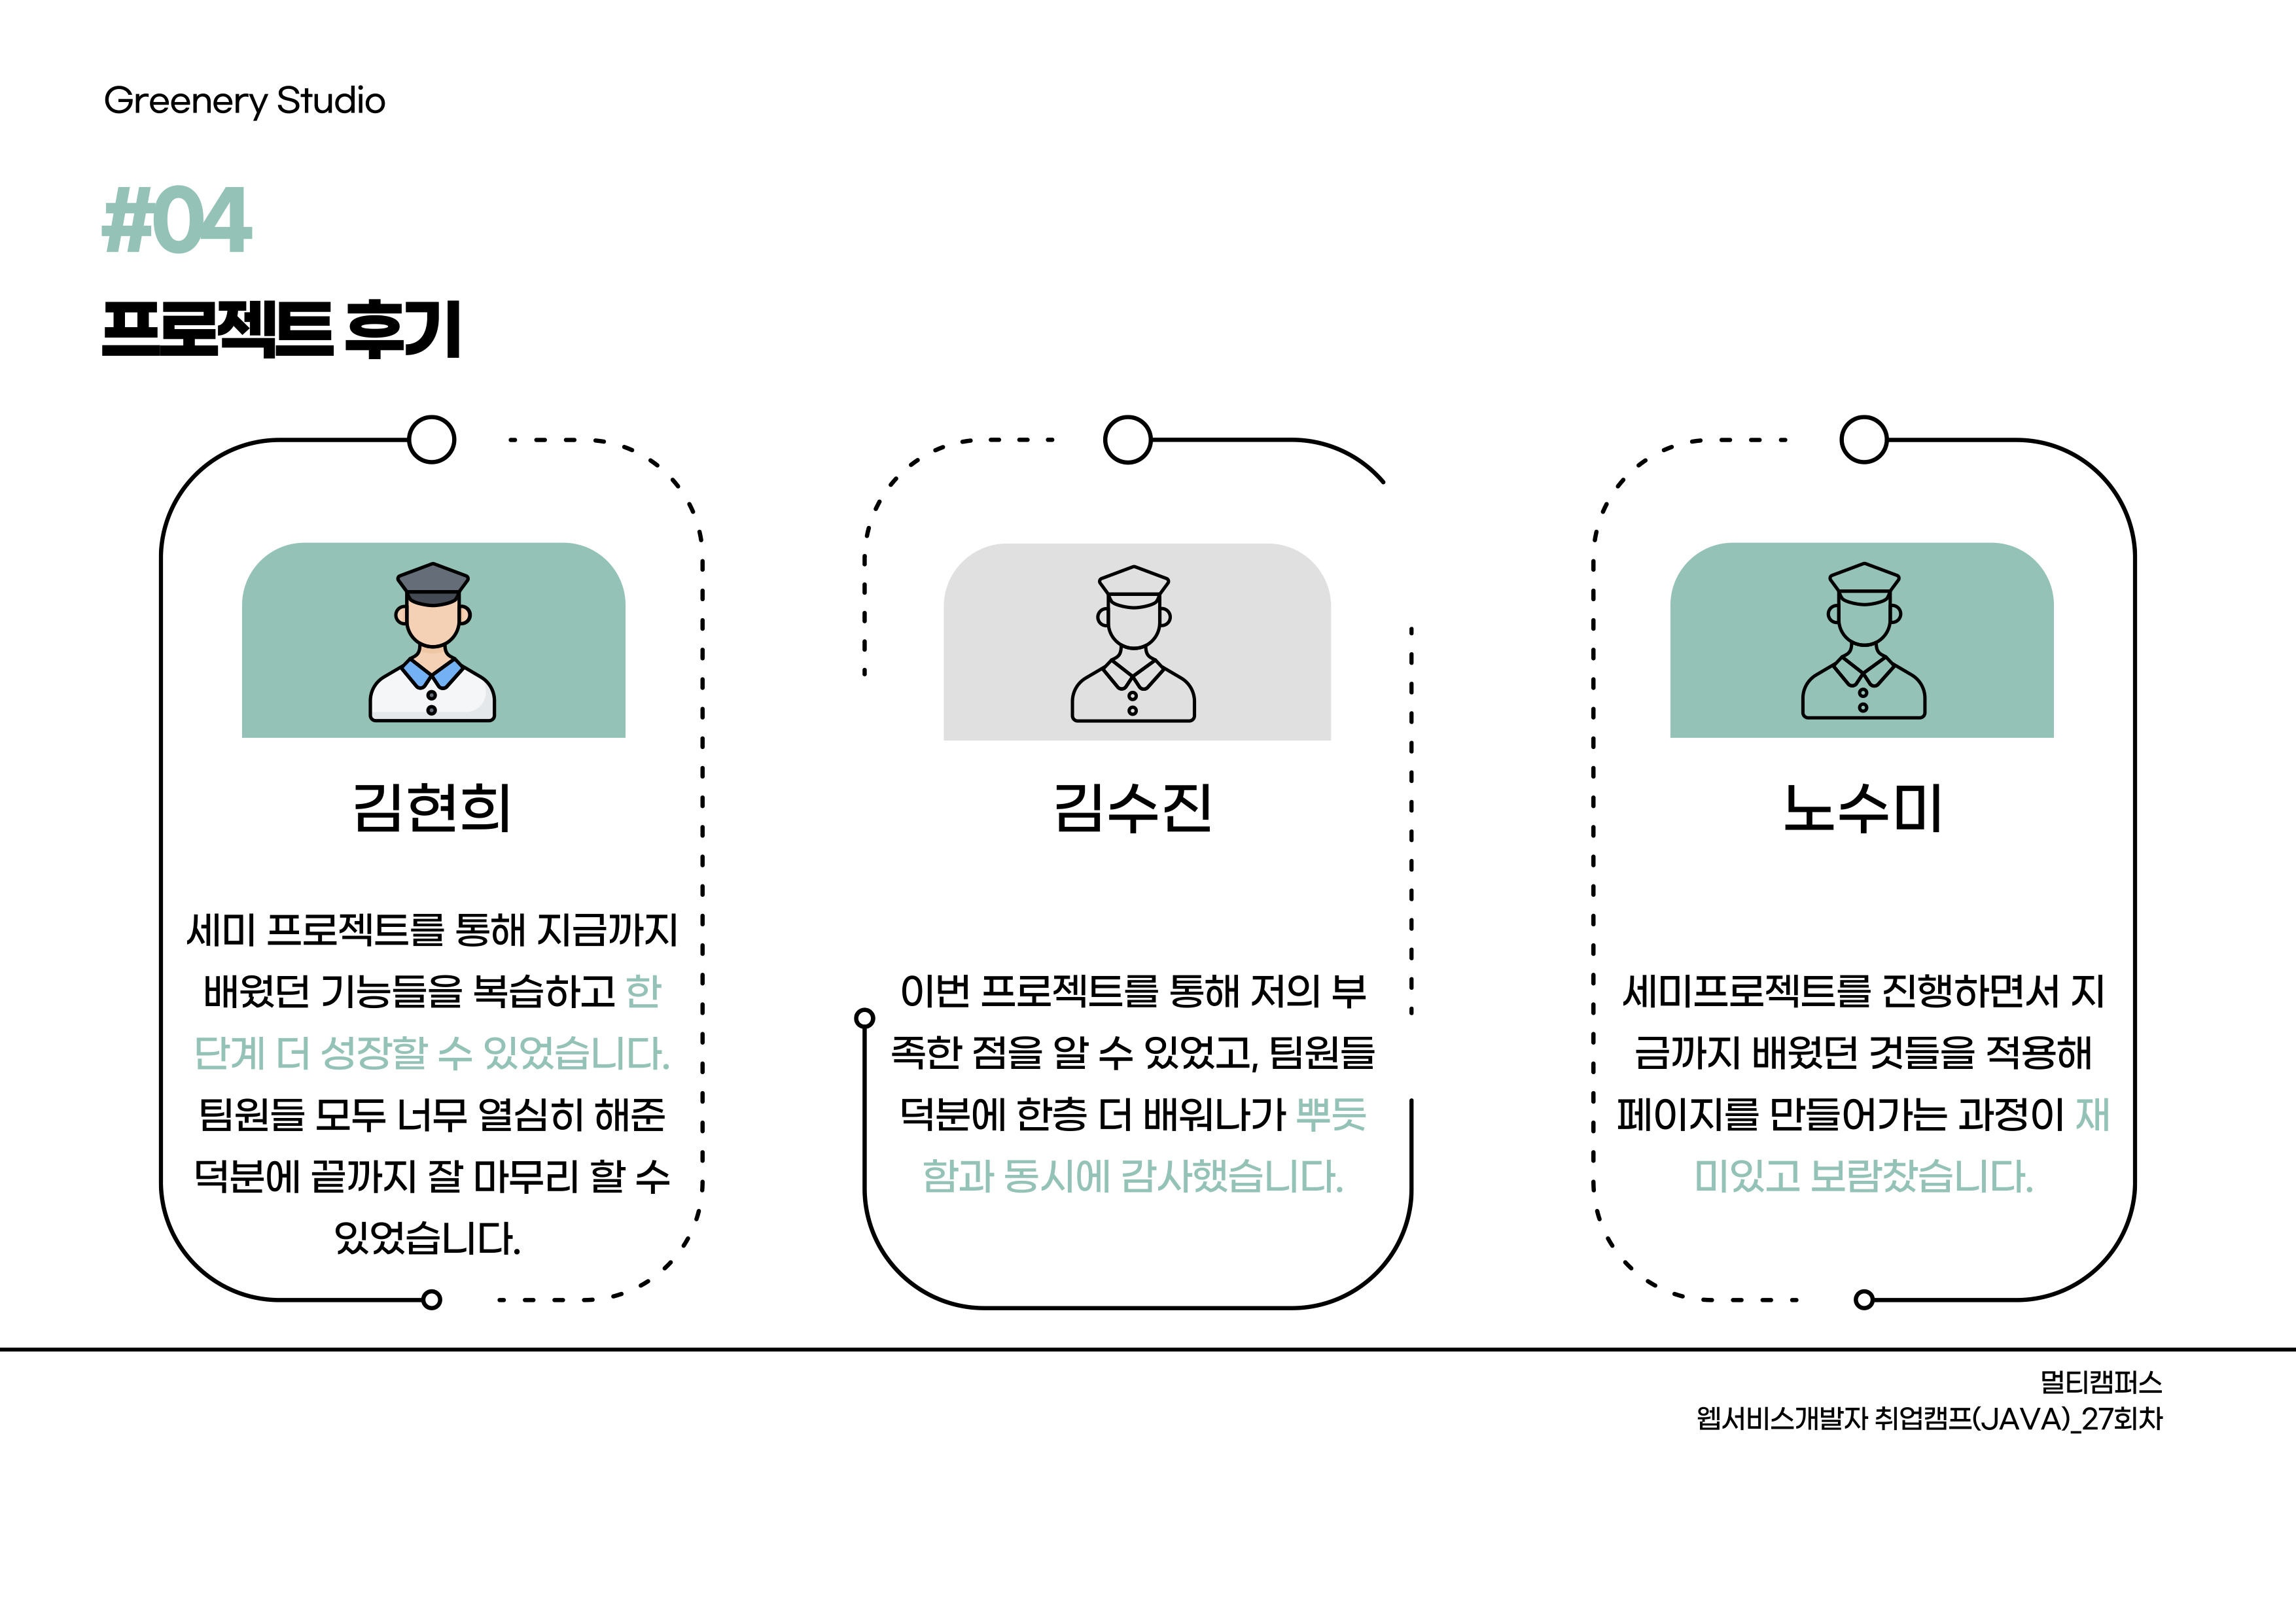 Greenery Studio
#04
프로젝트 후기
김현희
세미 프로젝트를 통해 지금까지
배웠던 기능들을 복습하고 한
단계 더 성장할 수 있었습니다.
팀원들 모두 너무 열심히 해준
덕분에 끝까지 잘 마무리 할 수
있었습니다.
김수진
이번 프로젝트를 통해 저의 부
족한 점을 알 수 있었고, 팀원들
덕분에 한층 더 배워나가 뿌듯
함과 동시에 감사했습니다.
노수미
세미프로젝트를 진행하면서 지
금까지 배웠던 것들을 적용해
페이지를 만들어가는 과정이 재
미있고 보람찼습니다.
멀티캠퍼스
웹서비스개발자 취업캠프(JAVA)_27회차